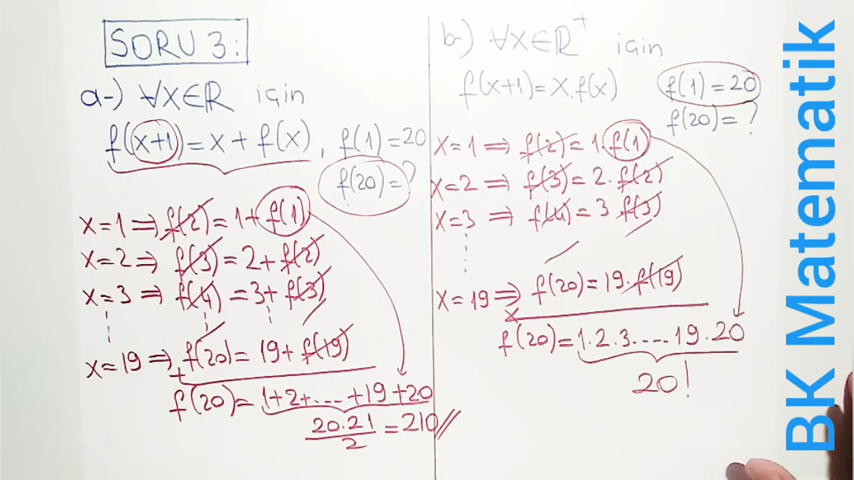 SORU 3:
a-) ∀x∈ℝ için
f(x+1) = x + f(x), f(1)=20
f(20)=?
x=1 ⇒ f(2) = 1 + f(1)
x=2 ⇒ f(3) = 2 + f(2)
x=3 ⇒ f(4) = 3 + f(3)
x=19 ⇒ f(20) = 19 + f(19)
+
f(20) = 1+2+....+19+20
20.21/2 = 210
b-) ∀x∈ℝ⁺ için
f(x+1) = x.f(x) f(1)=20
f(20)=?
x=1 ⇒ f(2) = 1.f(1)
x=2 ⇒ f(3) = 2.f(2)
x=3 ⇒ f(4) = 3 f(3)
x=19 ⇒ f(20) = 19.f(19)
x
f(20) = 1.2.3.....19.20
20!
BK Matematik